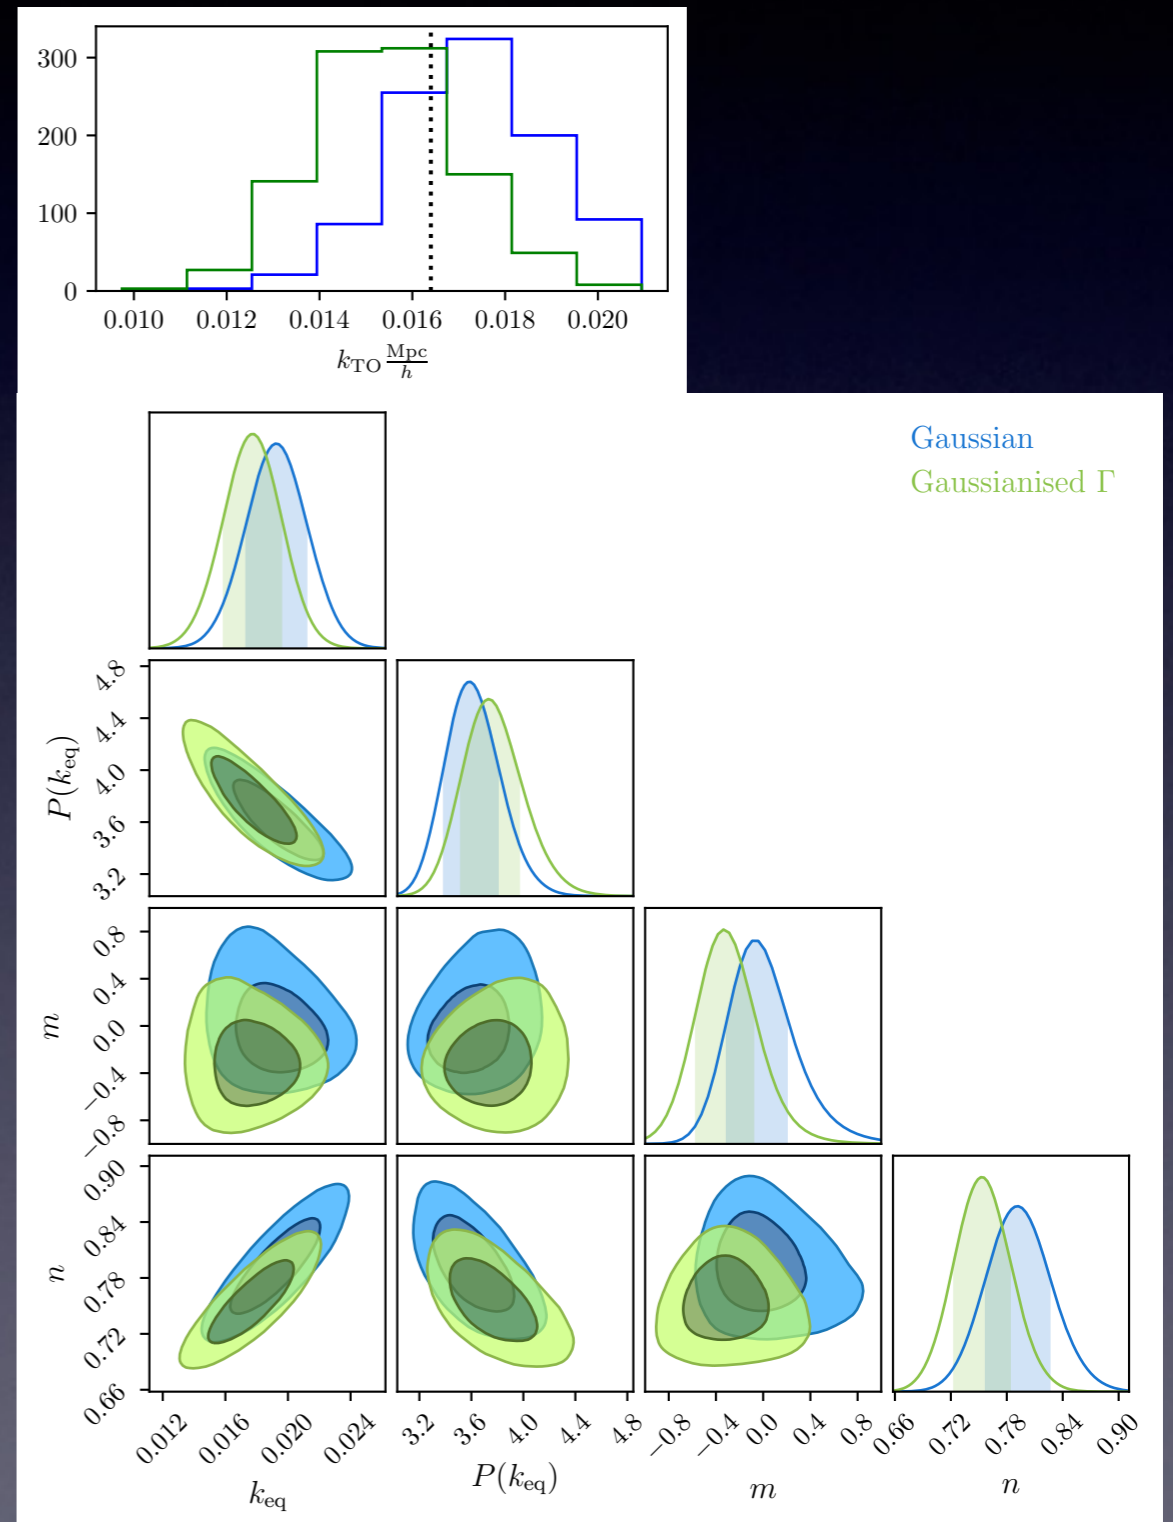 300
200
100
0
0.010 0.012 0.014 0.016 0.018 0.020
k_TO Mpc/h
Gaussian
Gaussianised Γ
4.8
4.4
4.0
3.6
3.2
P(k_eq)
0.8
0.4
0.0
−0.4
−0.8
m
0.90
0.84
0.78
0.72
0.66
n
0.012 0.016 0.020 0.024
3.2 3.6 4.0 4.4 4.8
−0.8 −0.4 0.0 0.4 0.8
0.66 0.72 0.78 0.84 0.90
k_eq
P(k_eq)
m
n